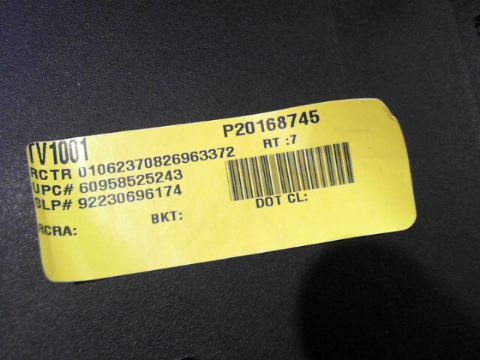 TV1001
P20168745
RCTR 01062370826963372
RT :7
UPC# 60958525243
SLP# 92230696174
RCRA:
BKT:
DOT CL: